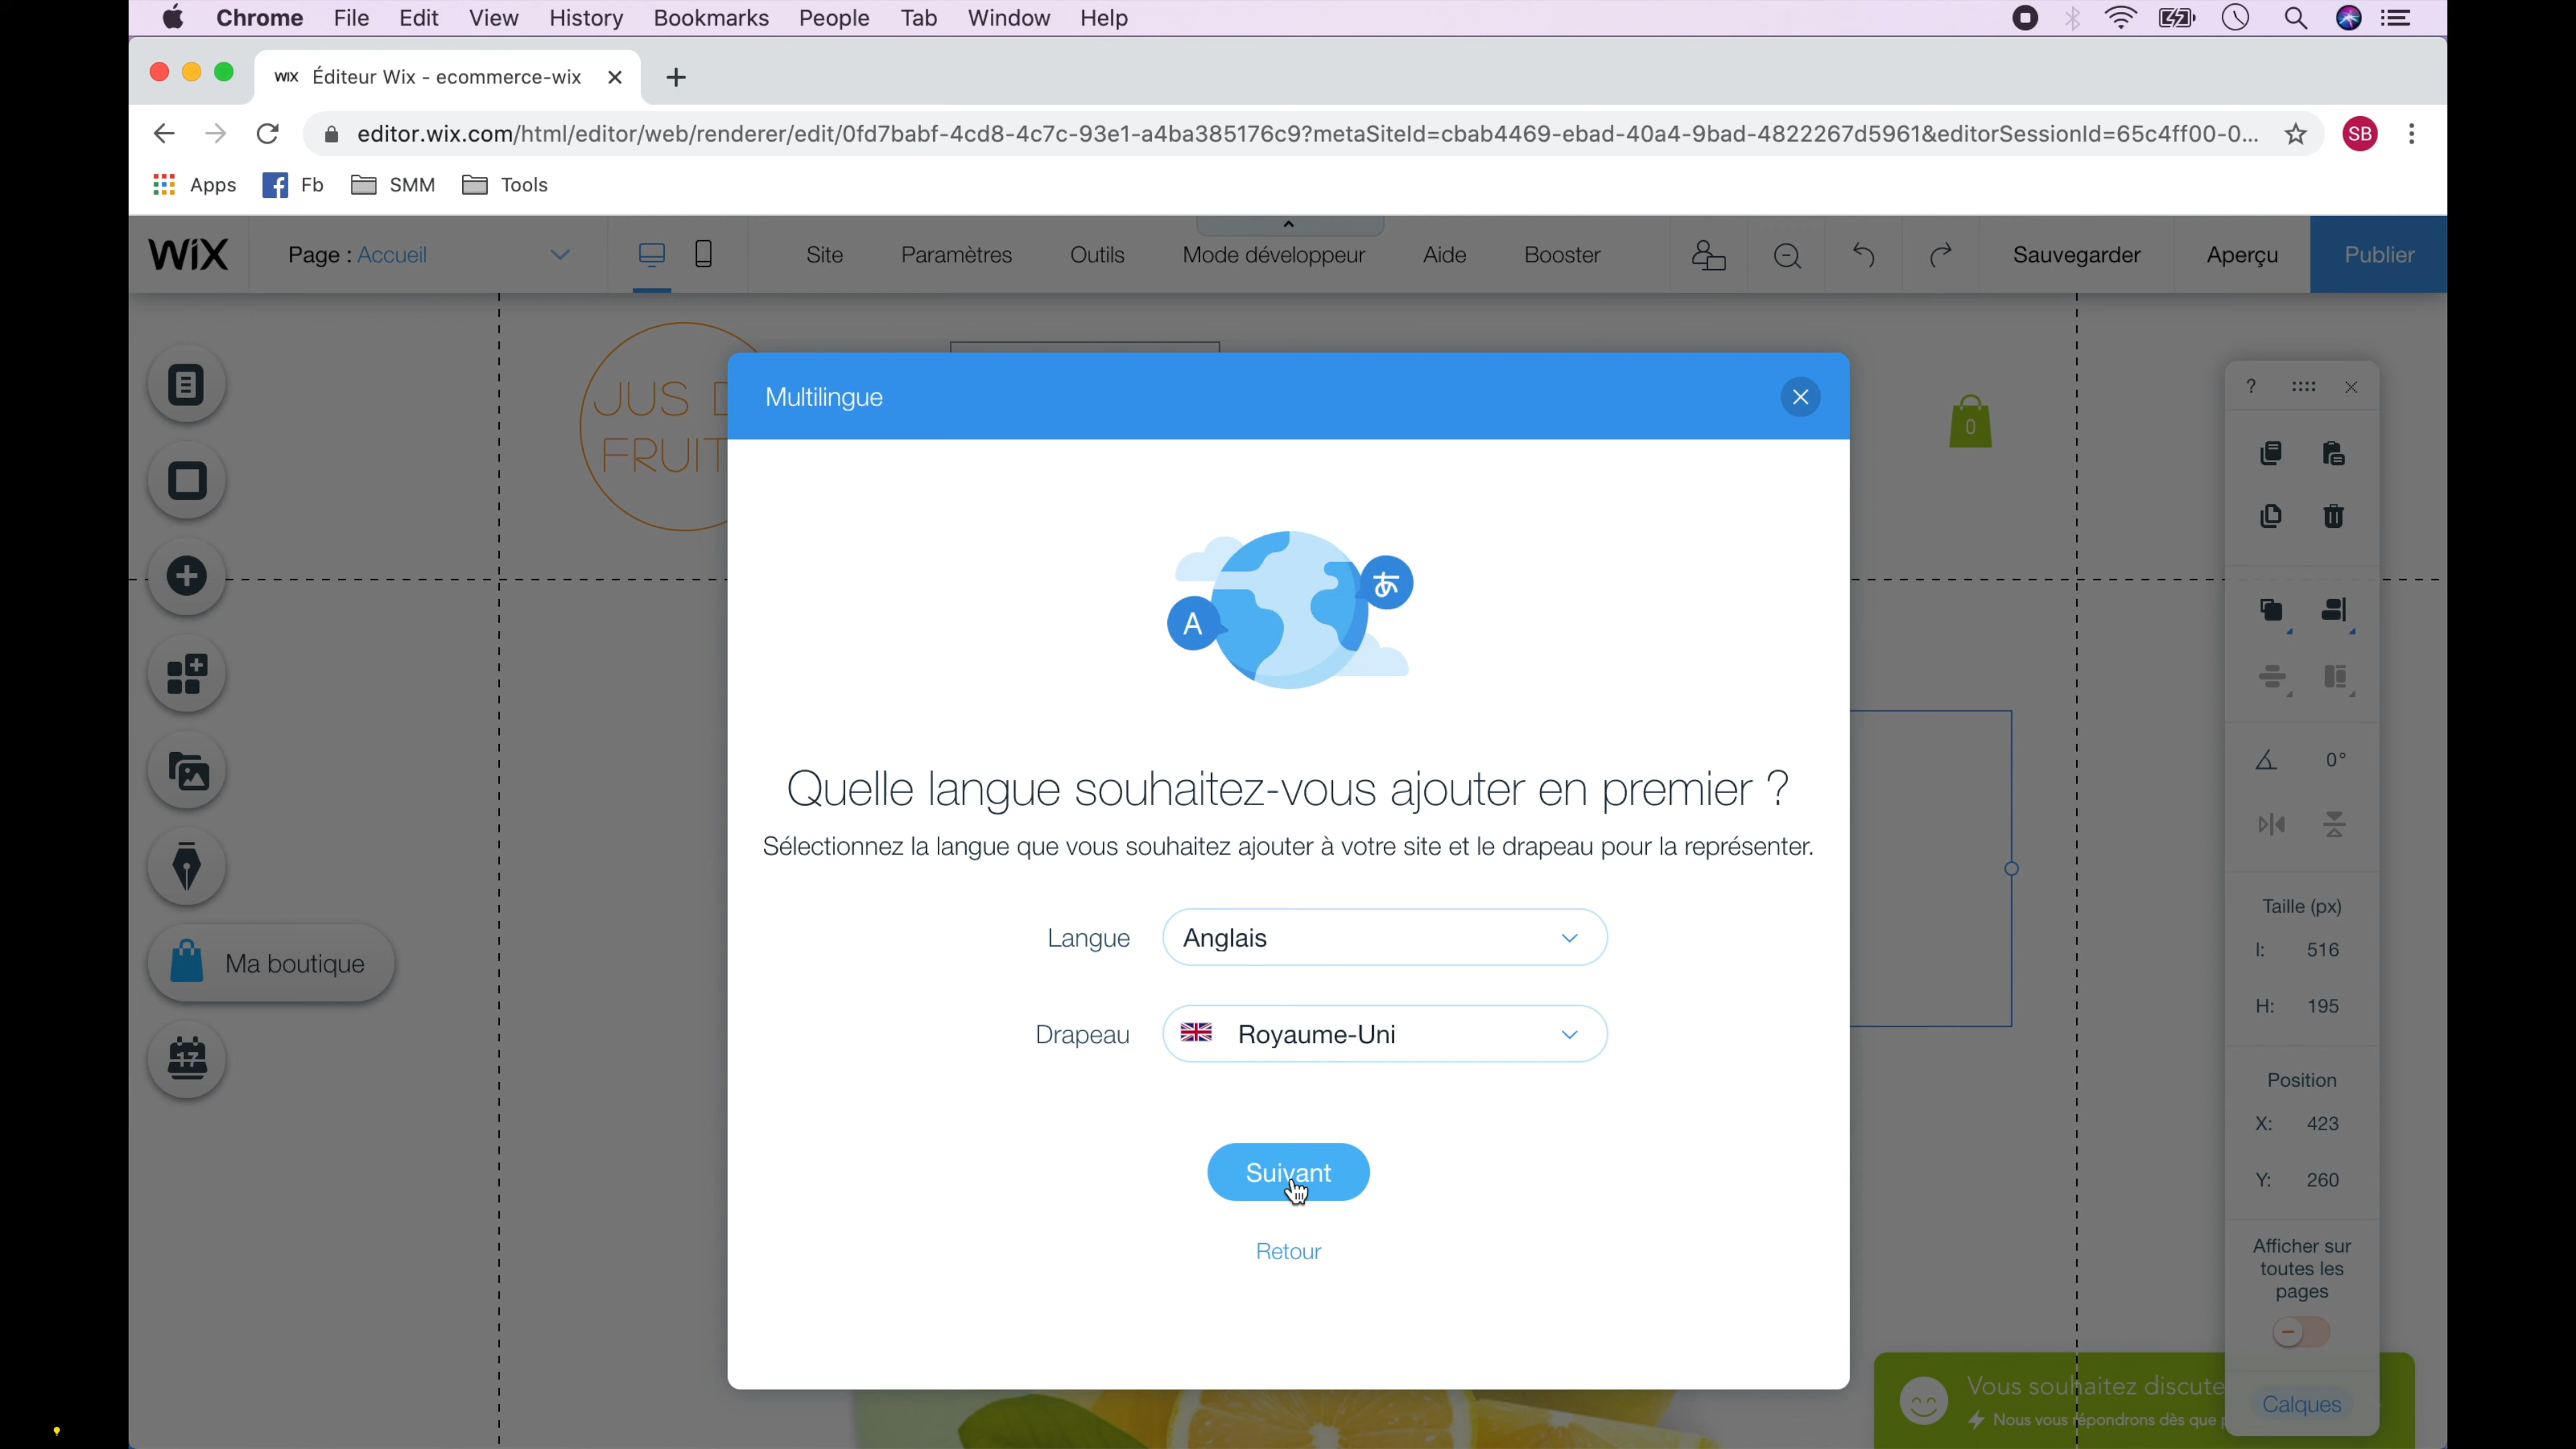 Chrome File Edit View History Bookmarks People Tab Window Help
WiX Éditeur Wix - ecommerce-wix
editor.wix.com/html/editor/web/renderer/edit/0fd7babf-4cd8-4c7c-93e1-a4ba385176c9?metaSiteId=cbab4469-ebad-40a4-9bad-4822267d5961&editorSessionId=65c4ff00-0...
SB
Apps Fb SMM Tools
WiX Page : Accueil Site Paramètres Outils Mode développeur Aide Booster Sauvegarder Aperçu Publier
JUS D
FRUIT
0
Multilingue
A
あ
Quelle langue souhaitez-vous ajouter en premier ?
Sélectionnez la langue que vous souhaitez ajouter à votre site et le drapeau pour la représenter.
Langue Anglais
Drapeau Royaume-Uni
Suivant
Retour
Ma boutique
17
?
0°
Taille (px)
l: 516
H: 195
Position
X: 423
Y: 260
Afficher sur
toutes les
pages
Calques
Vous souhaitez discute
Nous vous répondrons dès que p